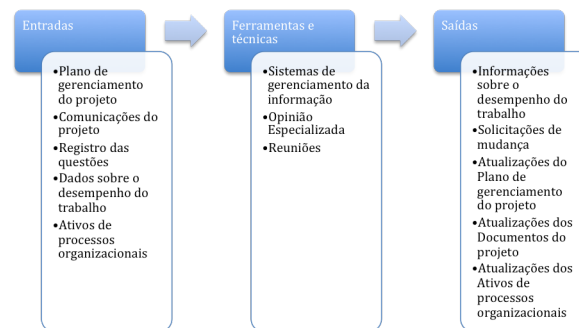 Entradas
•Plano de
gerenciamento
do projeto
•Comunicações do
projeto
•Registro das
questões
•Dados sobre o
desempenho do
trabalho
•Ativos de
processos
organizacionais
Ferramentas e
técnicas
•Sistemas de
gerenciamento da
informação
•Opinião
Especializada
•Reuniões
Saídas
•Informações
sobre o
desempenho do
trabalho
•Solicitações de
mudança
•Atualizações do
Plano de
gerenciamento
do projeto
•Atualizações dos
Documentos do
projeto
•Atualizações dos
Ativos de
processos
organizacionais